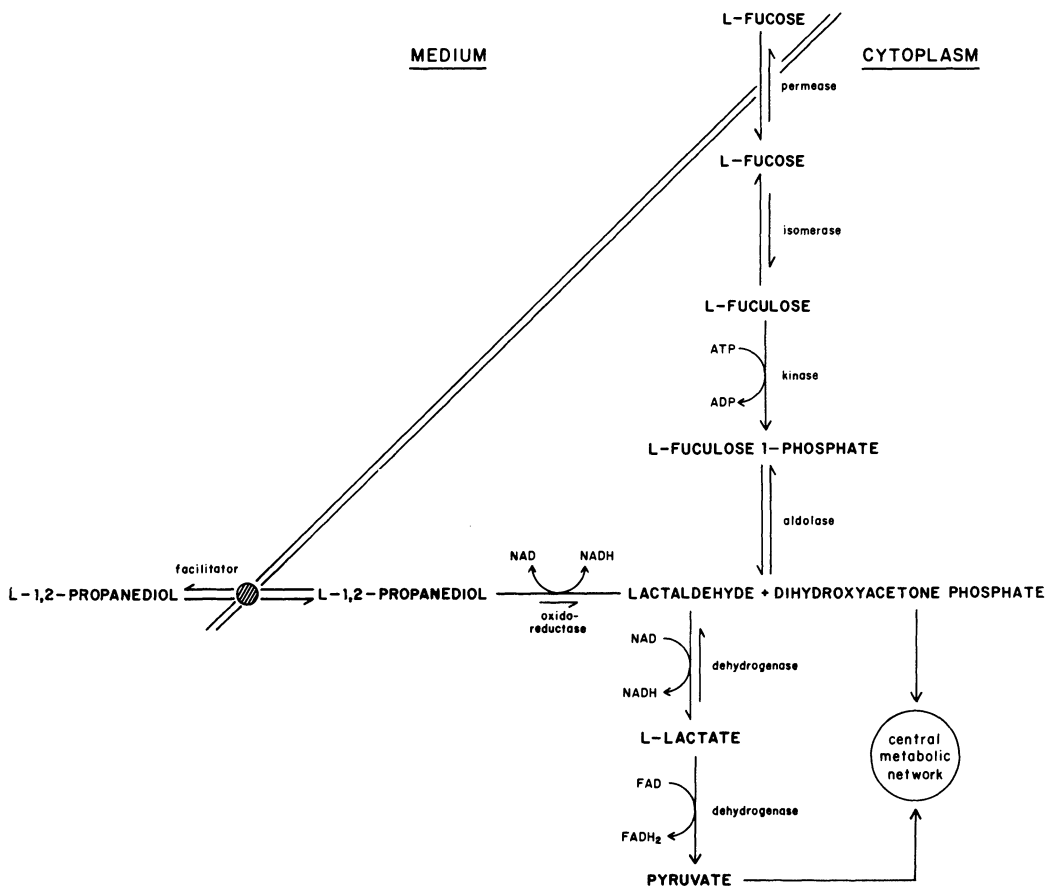 L-FUCOSE
MEDIUM
CYTOPLASM
permease
L-FUCOSE
isomerase
L-FUCULOSE
ATP
kinase
ADP
L-FUCULOSE 1-PHOSPHATE
aldolase
NAD
NADH
facilitator
L-1,2-PROPANEDIOL
L-1,2-PROPANEDIOL
LACTALDEHYDE + DIHYDROXYACETONE PHOSPHATE
oxido-
reductase
NAD
dehydrogenase
NADH
L-LACTATE
central
metabolic
network
FAD
dehydrogenase
FADH₂
PYRUVATE